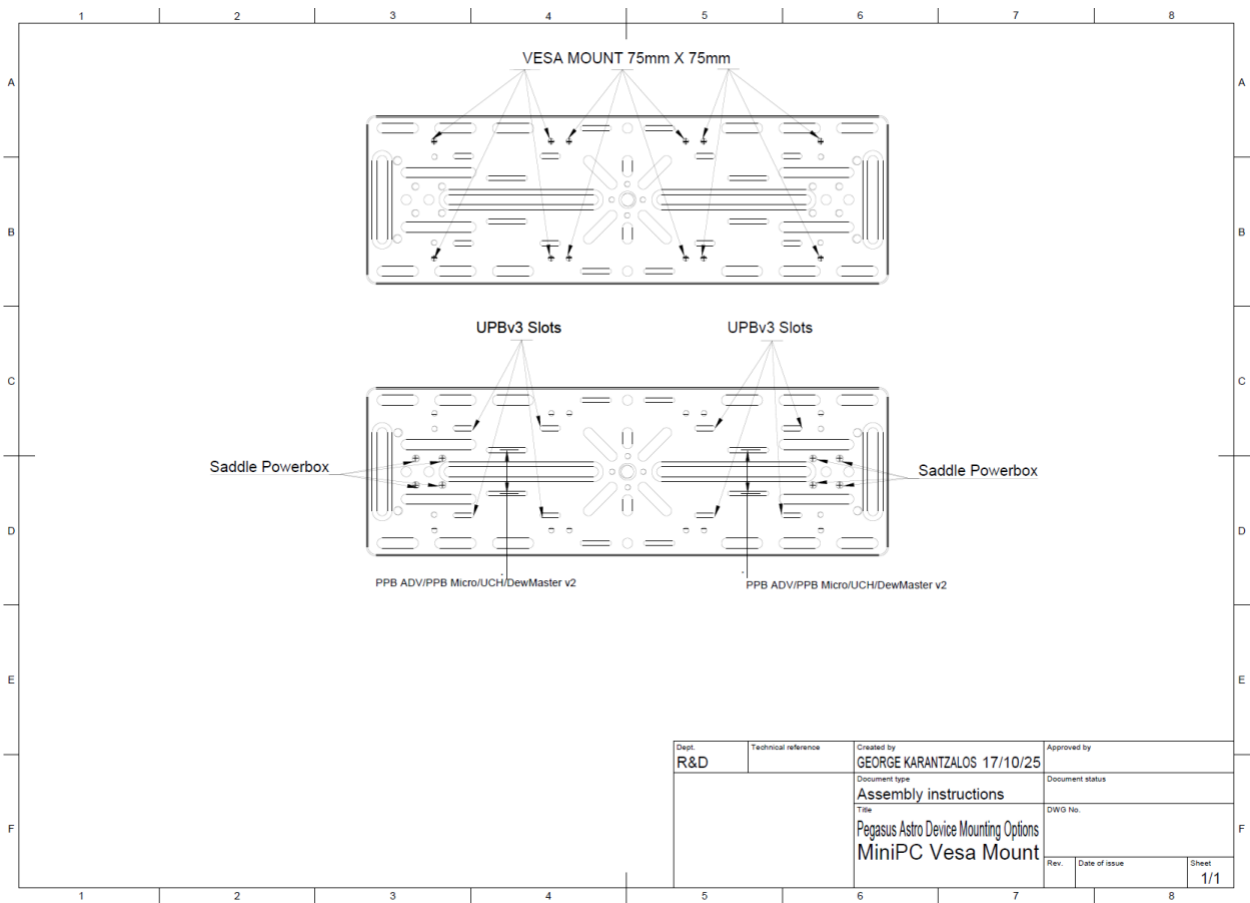 1 2 3 4 5 6 7 8
VESA MOUNT 75mm X 75mm
A A
B B
UPBv3 Slots UPBv3 Slots
C C
Saddle Powerbox Saddle Powerbox
D D
PPB ADV/PPB Micro/UCH/DewMaster v2 PPB ADV/PPB Micro/UCH/DewMaster v2
E E
Dept. Technical reference Created by Approved by
R&D GEORGE KARANTZALOS 17/10/25
Document type Document status
Assembly instructions
Title DWG No.
F Pegasus Astro Device Mounting Options F
MiniPC Vesa Mount
Rev. Date of issue Sheet
1/1
1 2 3 4 5 6 7 8